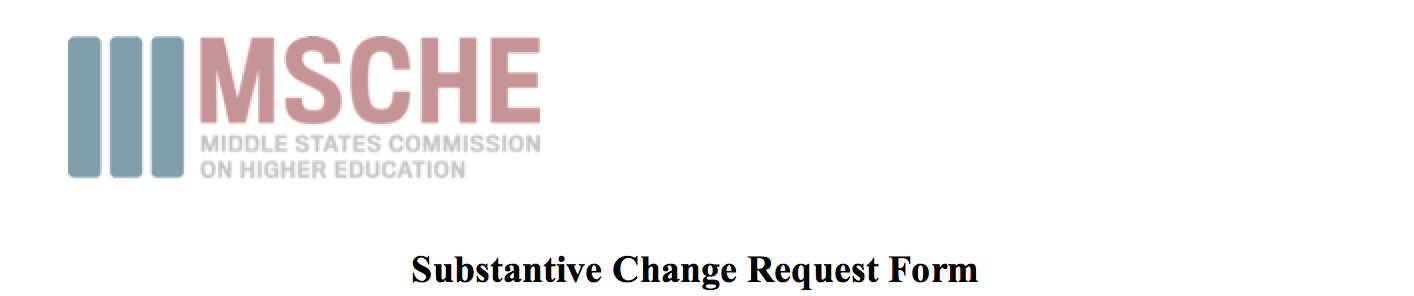 MSCHE
MIDDLE STATES COMMISSION
ON HIGHER EDUCATION
Substantive Change Request Form